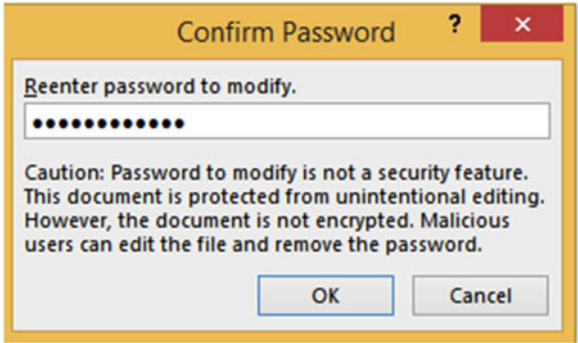 Confirm Password ?
Reenter password to modify.
••••••••••••
Caution: Password to modify is not a security feature.
This document is protected from unintentional editing.
However, the document is not encrypted. Malicious
users can edit the file and remove the password.
OK Cancel